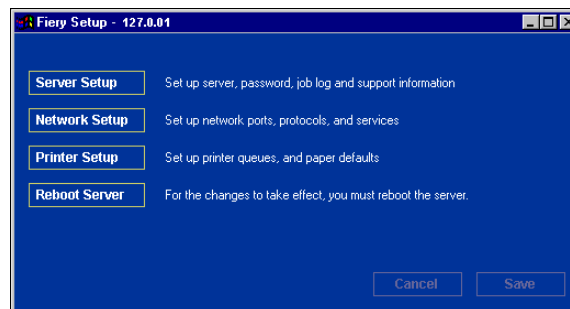 Fiery Setup - 127.0.01
Server Setup Set up server, password, job log and support information
Network Setup Set up network ports, protocols, and services
Printer Setup Set up printer queues, and paper defaults
Reboot Server For the changes to take effect, you must reboot the server.
Cancel Save